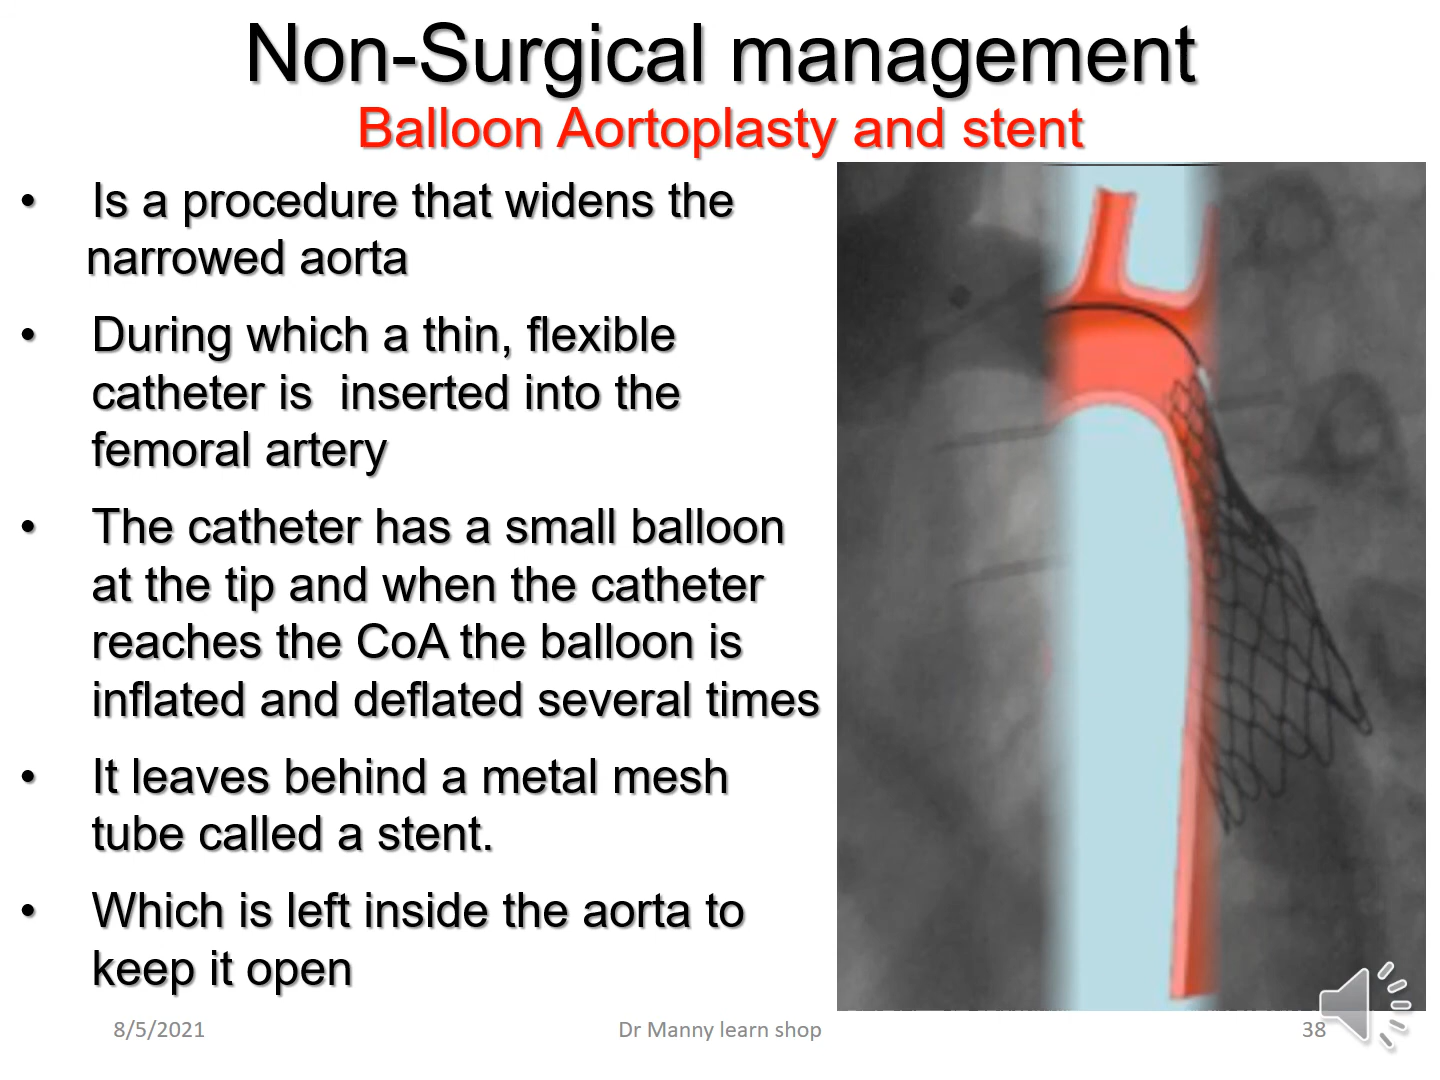 Non-Surgical management
Balloon Aortoplasty and stent
• Is a procedure that widens the
narrowed aorta
• During which a thin, flexible
catheter is  inserted into the
femoral artery
• The catheter has a small balloon
at the tip and when the catheter
reaches the CoA the balloon is
inflated and deflated several times
• It leaves behind a metal mesh
tube called a stent.
• Which is left inside the aorta to
keep it open
8/5/2021
Dr Manny learn shop
38